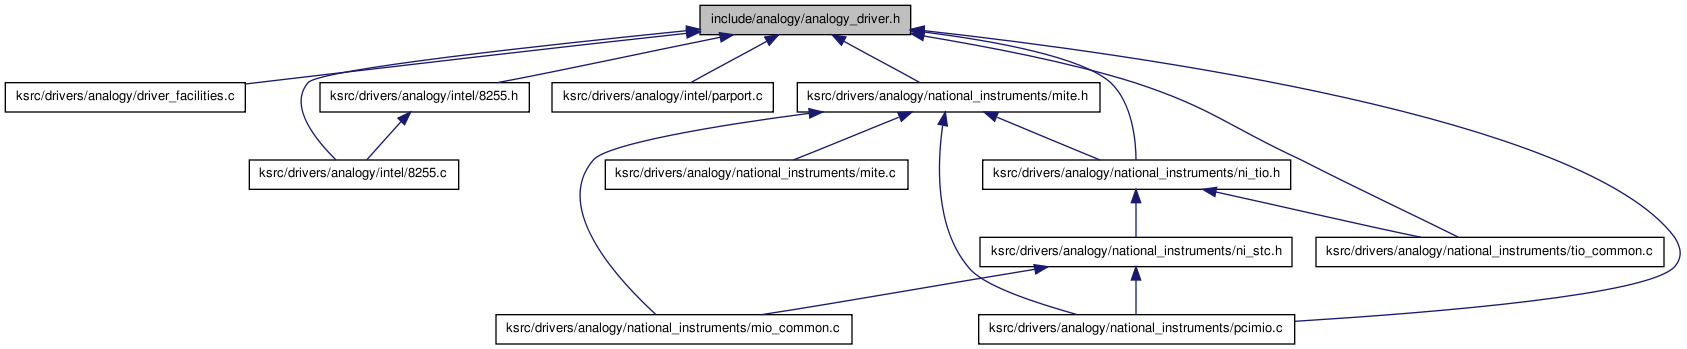 include/analogy/analogy_driver.h
ksrc/drivers/analogy/driver_facilities.c
ksrc/drivers/analogy/intel/8255.h
ksrc/drivers/analogy/intel/parport.c
ksrc/drivers/analogy/national_instruments/mite.h
ksrc/drivers/analogy/intel/8255.c
ksrc/drivers/analogy/national_instruments/mite.c
ksrc/drivers/analogy/national_instruments/ni_tio.h
ksrc/drivers/analogy/national_instruments/ni_stc.h
ksrc/drivers/analogy/national_instruments/tio_common.c
ksrc/drivers/analogy/national_instruments/mio_common.c
ksrc/drivers/analogy/national_instruments/pcimio.c